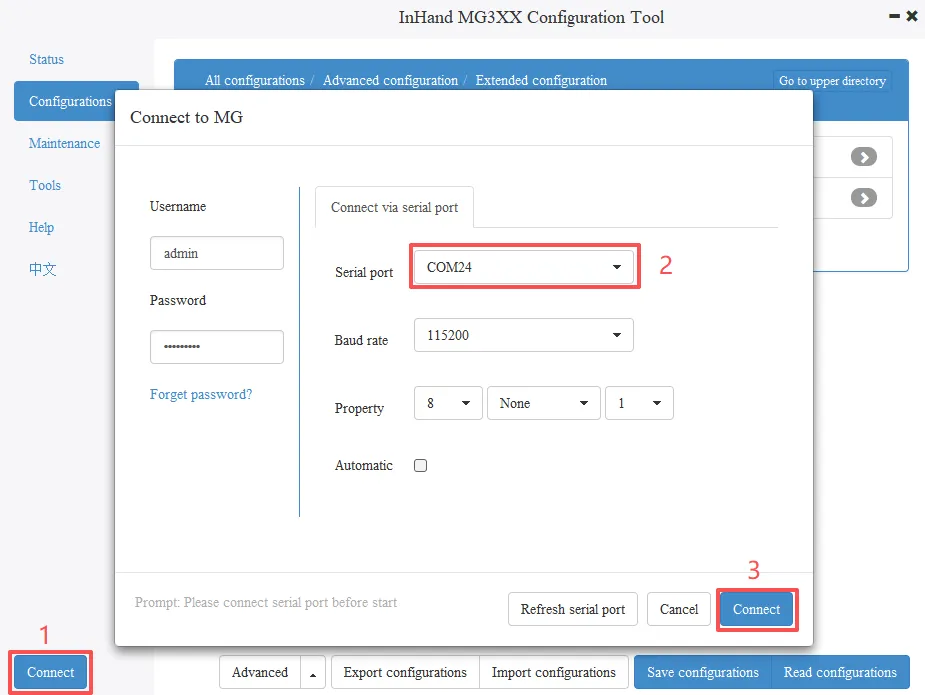 InHand MG3XX Configuration Tool
Status
Configurations
Maintenance
Tools
Help
中文
All configurations / Advanced configuration / Extended configuration
Go to upper directory
Connect to MG
Username
admin
Password
•••••••••
Forget password?
Connect via serial port
Serial port
COM24
2
Baud rate
115200
Property
8
None
1
Automatic
Prompt: Please connect serial port before start
Refresh serial port
Cancel
3
Connect
1
Connect
Advanced
Export configurations
Import configurations
Save configurations
Read configurations